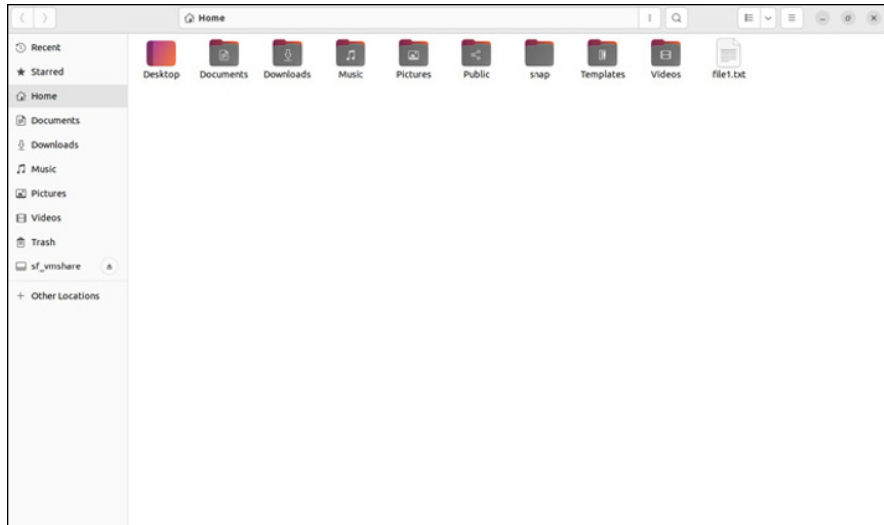 Home
Recent
Starred
Home
Documents
Downloads
Music
Pictures
Videos
Trash
sf_vmshare
Other Locations
Desktop Documents Downloads Music Pictures Public snap Templates Videos file1.txt